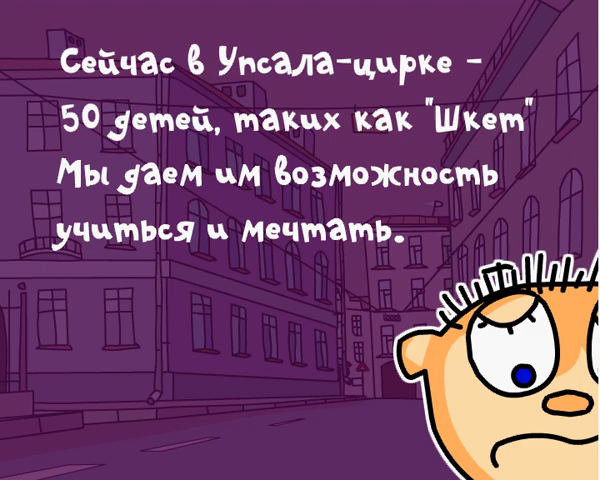 Сейчас в Упсала-цирке -
50 детей, таких как "Шкет"
Мы даем им возможность
учиться и мечтать.